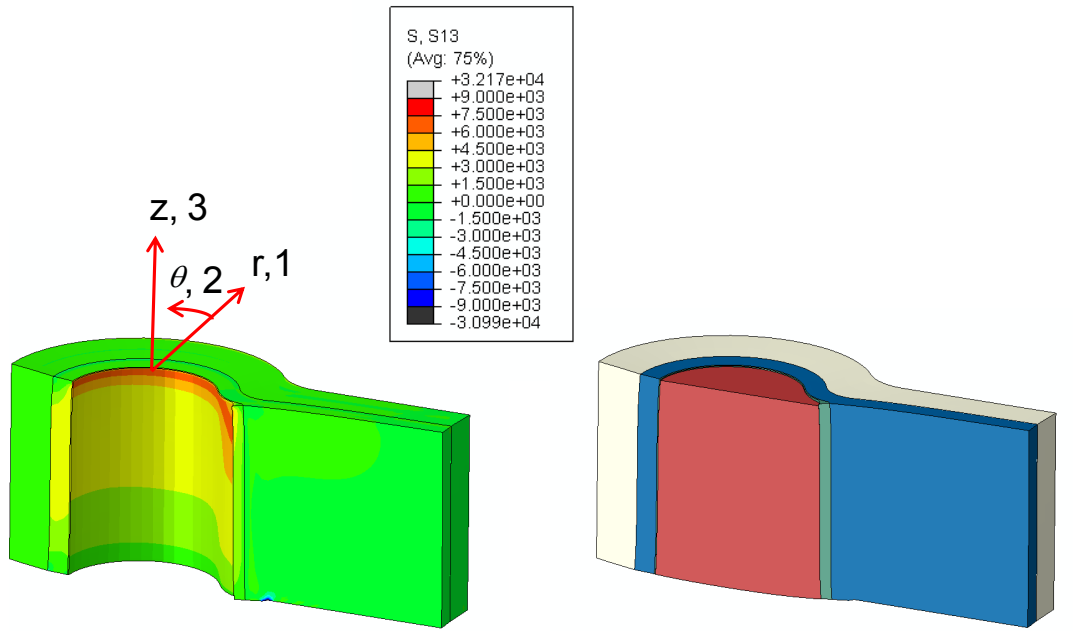 S, S13
(Avg: 75%)
+3.217e+04
+9.000e+03
+7.500e+03
+6.000e+03
+4.500e+03
+3.000e+03
+1.500e+03
+0.000e+00
-1.500e+03
-3.000e+03
-4.500e+03
-6.000e+03
-7.500e+03
-9.000e+03
-3.099e+04
z, 3
θ, 2
r,1